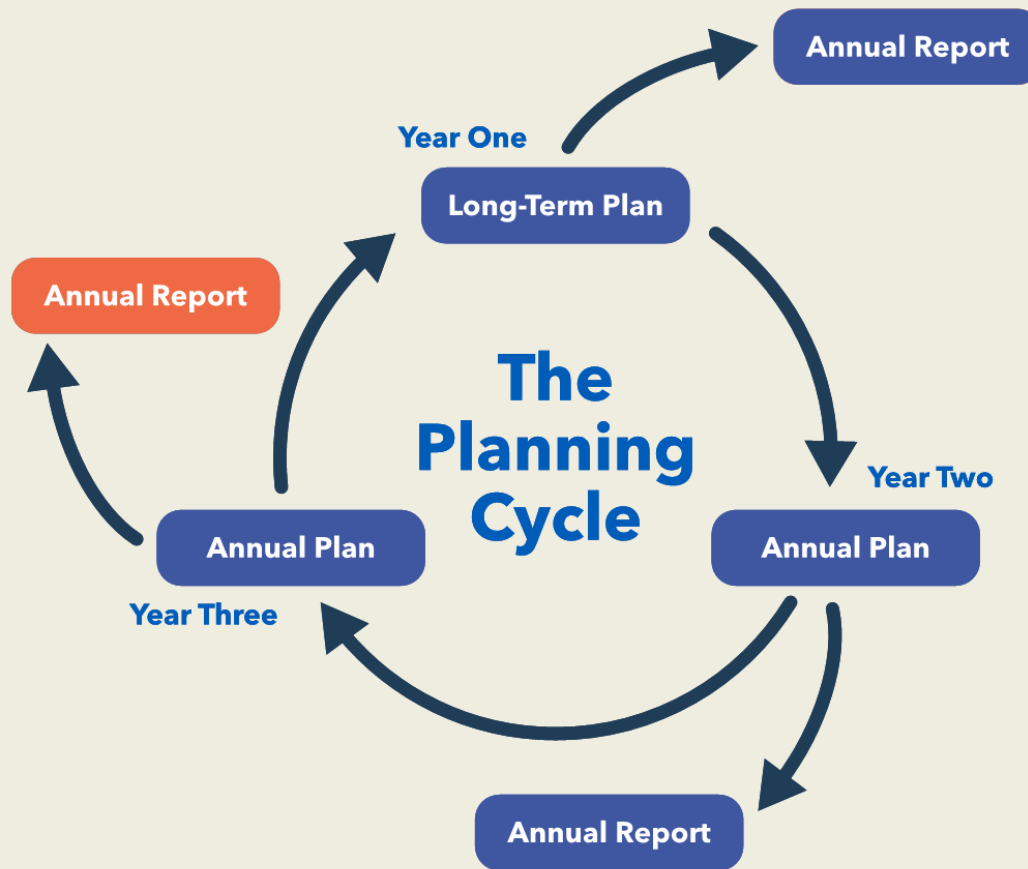 Annual Report
Year One
Long-Term Plan
Annual Report
The
Planning
Cycle
Year Two
Annual Plan
Annual Plan
Year Three
Annual Report